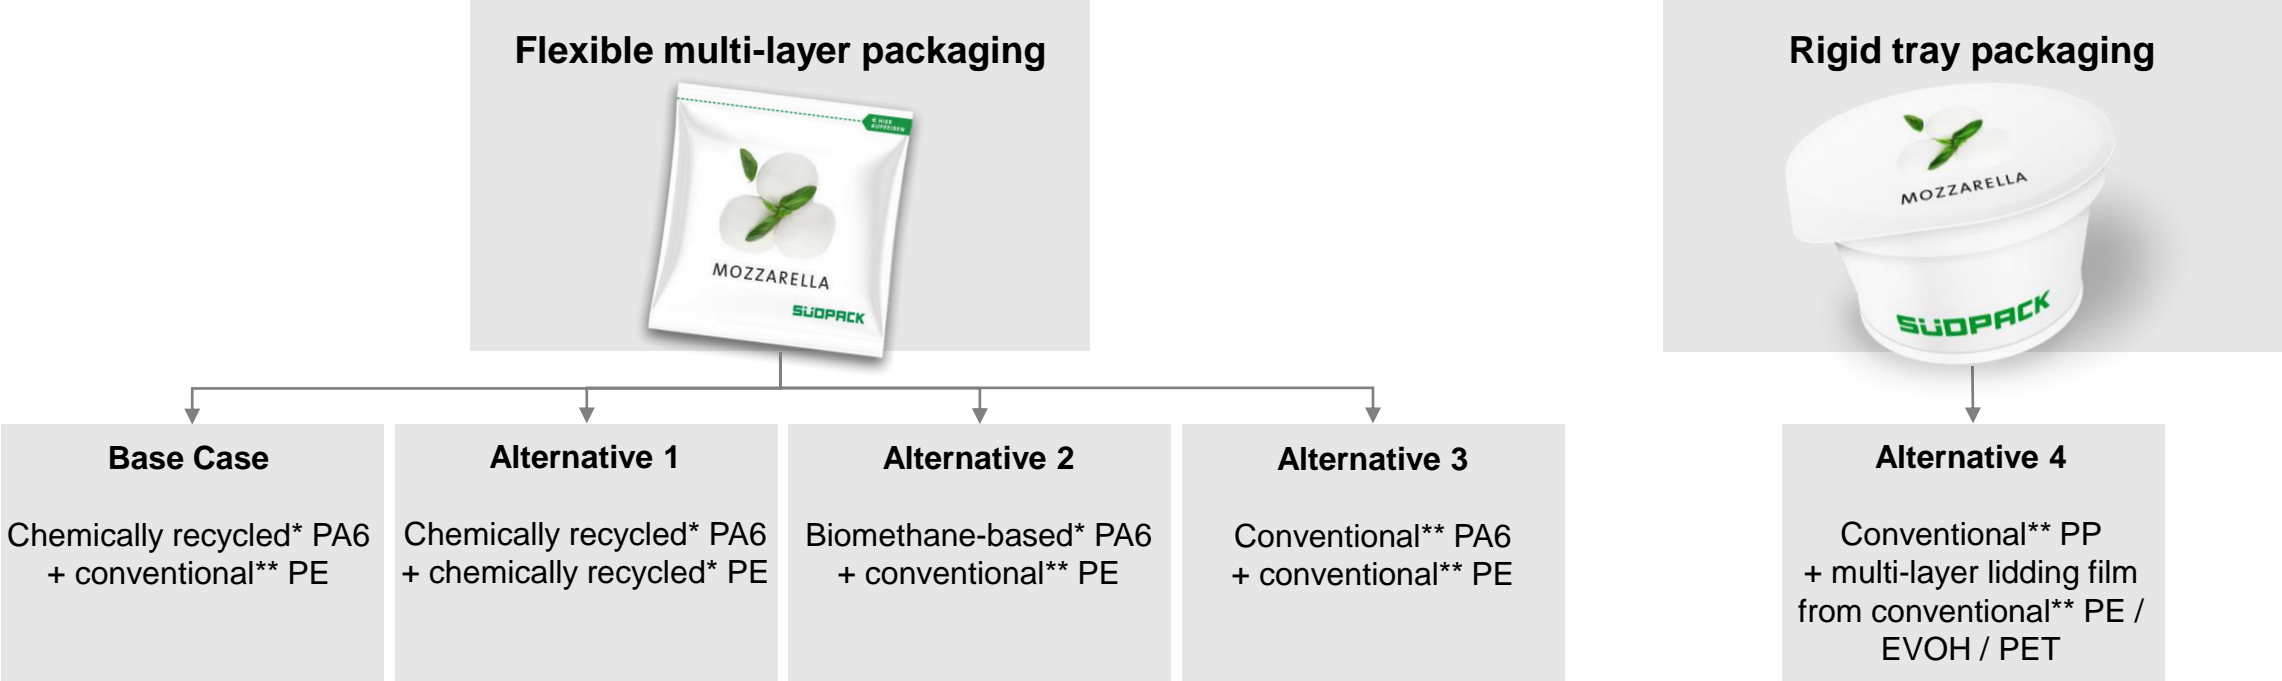 Flexible multi-layer packaging
< HIER
AUFREIßEN
MOZZARELLA
SÜDPACK
Rigid tray packaging
MOZZARELLA
SÜDPACK
Base Case
Chemically recycled* PA6
+ conventional** PE
Alternative 1
Chemically recycled* PA6
+ chemically recycled* PE
Alternative 2
Biomethane-based* PA6
+ conventional** PE
Alternative 3
Conventional** PA6
+ conventional** PE
Alternative 4
Conventional** PP
+ multi-layer lidding film
from conventional** PE /
EVOH / PET